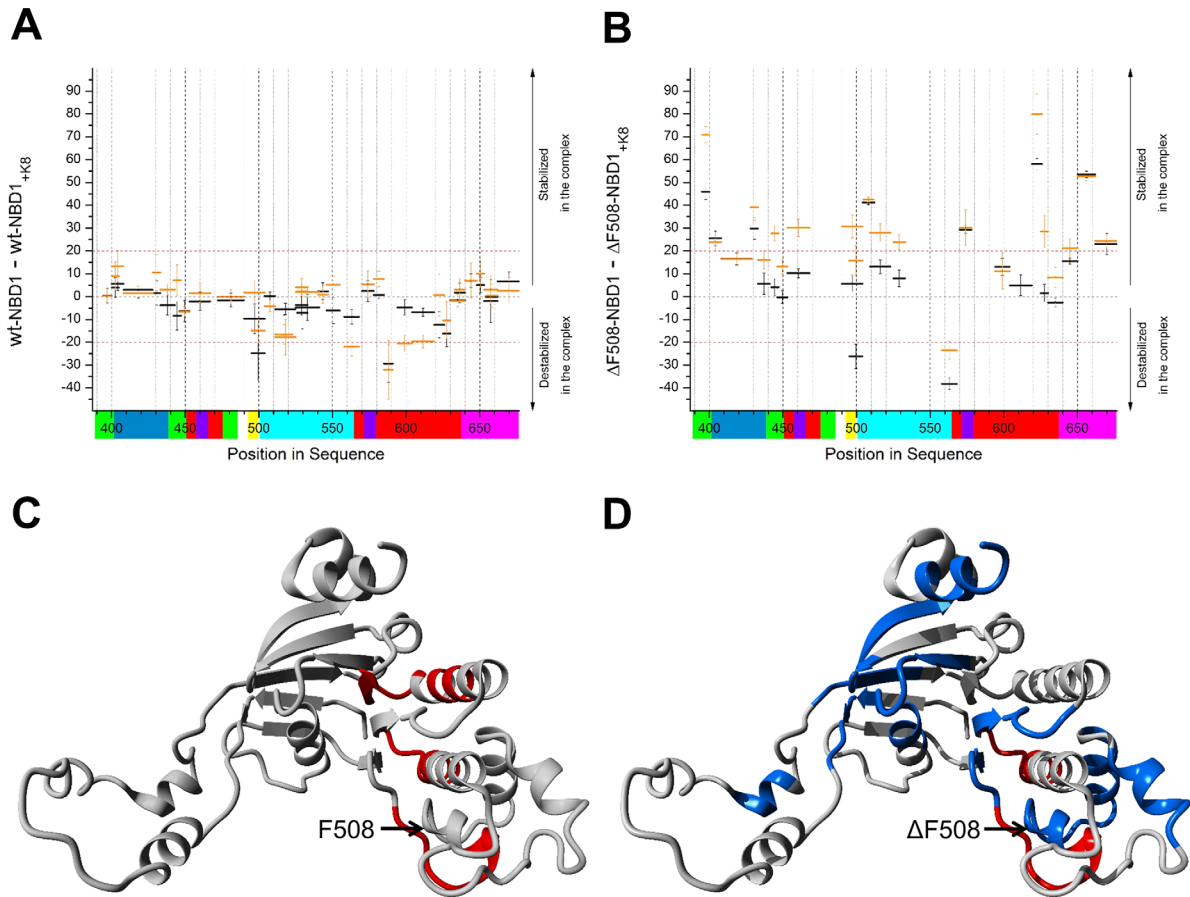 A
B
wt-NBD1 – wt-NBD1+K8
90
80
70
60
50
40
30
20
10
0
-10
-20
-30
-40
400
450
500
550
600
650
Position in Sequence
Stabilized
in the complex
Destabilized
in the complex
ΔF508-NBD1 – ΔF508-NBD1+K8
90
80
70
60
50
40
30
20
10
0
-10
-20
-30
-40
400
450
500
550
600
650
Position in Sequence
Stabilized
in the complex
Destabilized
in the complex
C
D
F508
ΔF508